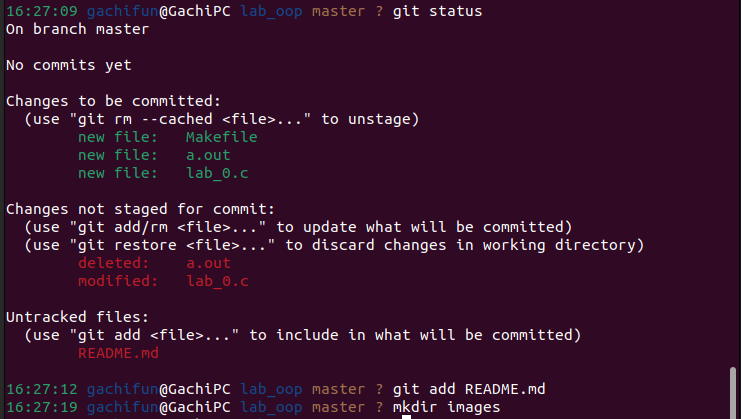 16:27:09 gachifun@GachiPC lab_oop master ? git status
On branch master
No commits yet
Changes to be committed:
(use "git rm --cached <file>..." to unstage)
new file: Makefile
new file: a.out
new file: lab_0.c
Changes not staged for commit:
(use "git add/rm <file>..." to update what will be committed)
(use "git restore <file>..." to discard changes in working directory)
deleted: a.out
modified: lab_0.c
Untracked files:
(use "git add <file>..." to include in what will be committed)
README.md
16:27:12 gachifun@GachiPC lab_oop master ? git add README.md
16:27:19 gachifun@GachiPC lab_oop master ? mkdir images